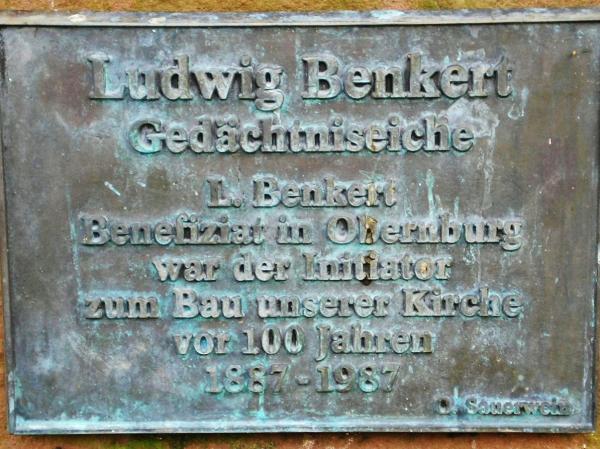 Ludwig Benkert
Gedächtniseiche
L. Benkert
Benefiziat in Obernburg
war der Initiator
zum Bau unserer Kirche
vor 100 Jahren
1887-1987
O. Sauerwein